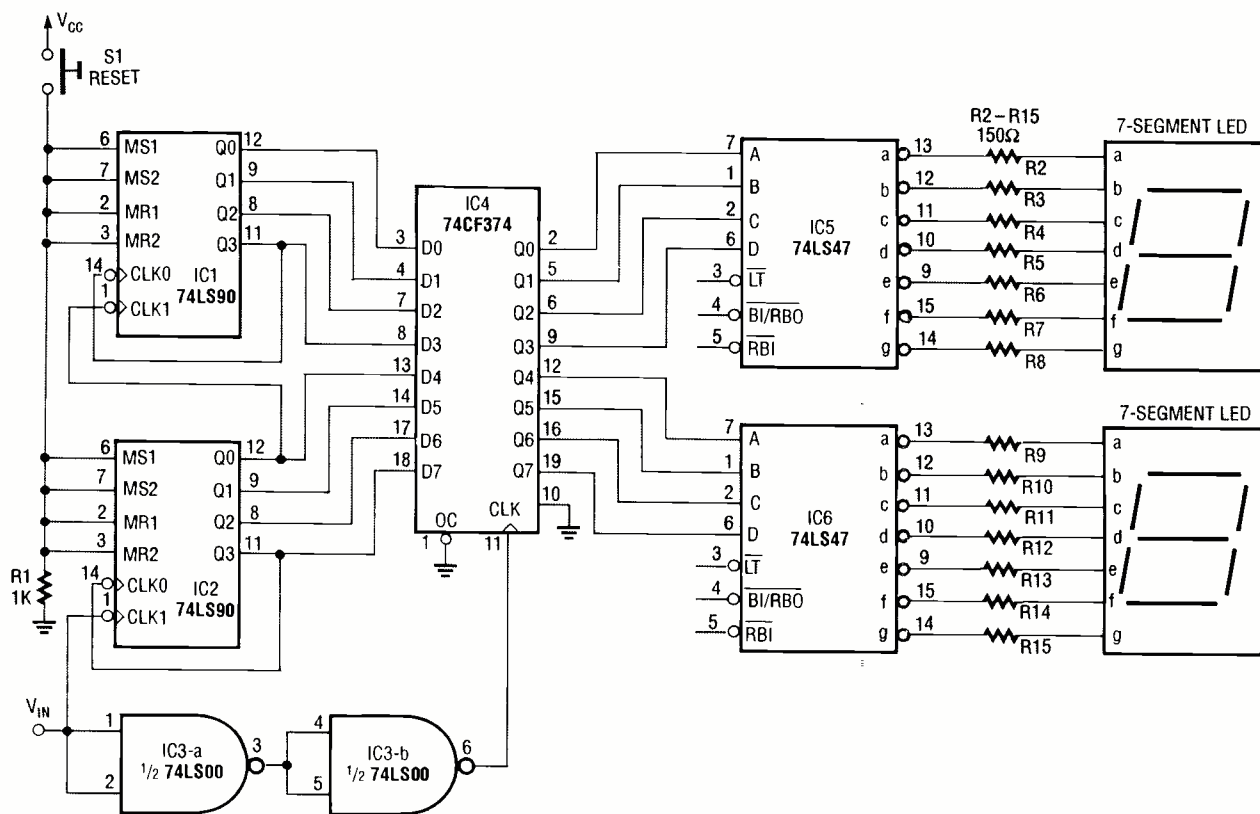 V_CC
S1
RESET
6 MS1 Q0 12
7 MS2 Q1 9
2 MR1 Q2 8
3 MR2 Q3 11
14 CLK0 IC1
1 CLK1 74LS90
6 MS1 Q0 12
7 MS2 Q1 9
2 MR1 Q2 8
3 MR2 Q3 11
14 CLK0 IC2
1 CLK1 74LS90
R1
1K
V_IN
1
2
IC3-a
1/2 74LS00
3
4
5
IC3-b
1/2 74LS00
6
IC4
74CF374
3 D0 Q0 2
4 D1 Q1 5
7 D2 Q2 6
8 D3 Q3 9
13 D4 Q4 12
14 D5 Q5 15
17 D6 Q6 16
18 D7 Q7 19
10
OC CLK
1 11
7 A a 13
1 B b 12
2 C c 11
6 D d 10
3 L̅T̅ e 9
4 B̅I̅/̅R̅B̅O̅ f 15
5 R̅B̅I̅ g 14
IC5
74LS47
R2–R15
150Ω
R2
R3
R4
R5
R6
R7
R8
7-SEGMENT LED
a
b
c
d
e
f
g
7 A a 13
1 B b 12
2 C c 11
6 D d 10
3 L̅T̅ e 9
4 B̅I̅/̅R̅B̅O̅ f 15
5 R̅B̅I̅ g 14
IC6
74LS47
R9
R10
R11
R12
R13
R14
R15
7-SEGMENT LED
a
b
c
d
e
f
g